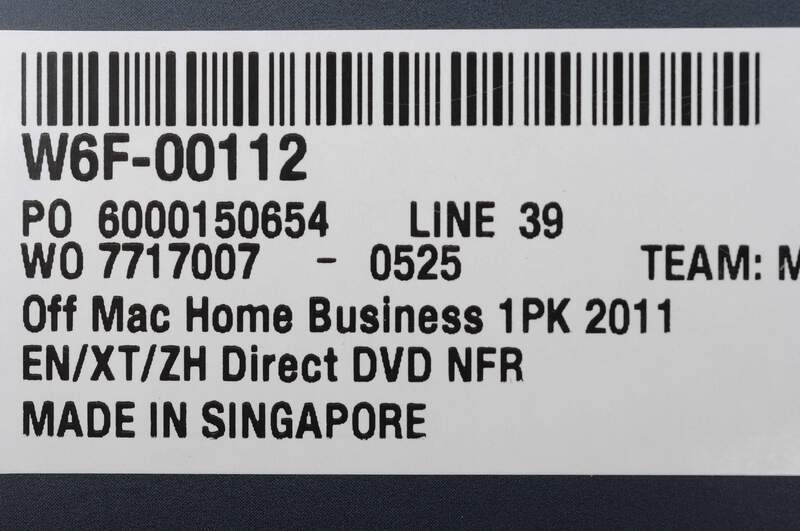 W6F-00112
PO 6000150654 LINE 39
WO 7717007 - 0525 TEAM: M
Off Mac Home Business 1PK 2011
EN/XT/ZH Direct DVD NFR
MADE IN SINGAPORE